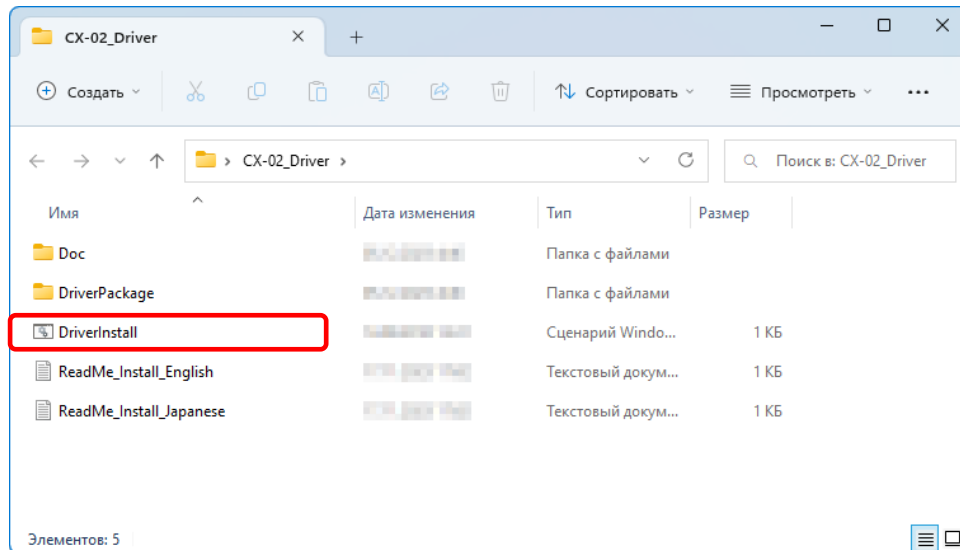 CX-02_Driver
Создать Сортировать Просмотреть
CX-02_Driver Поиск в: CX-02_Driver
Имя Дата изменения Тип Размер
Doc Папка с файлами
DriverPackage Папка с файлами
DriverInstall Сценарий Windo... 1 КБ
ReadMe_Install_English Текстовый докум... 1 КБ
ReadMe_Install_Japanese Текстовый докум... 1 КБ
Элементов: 5